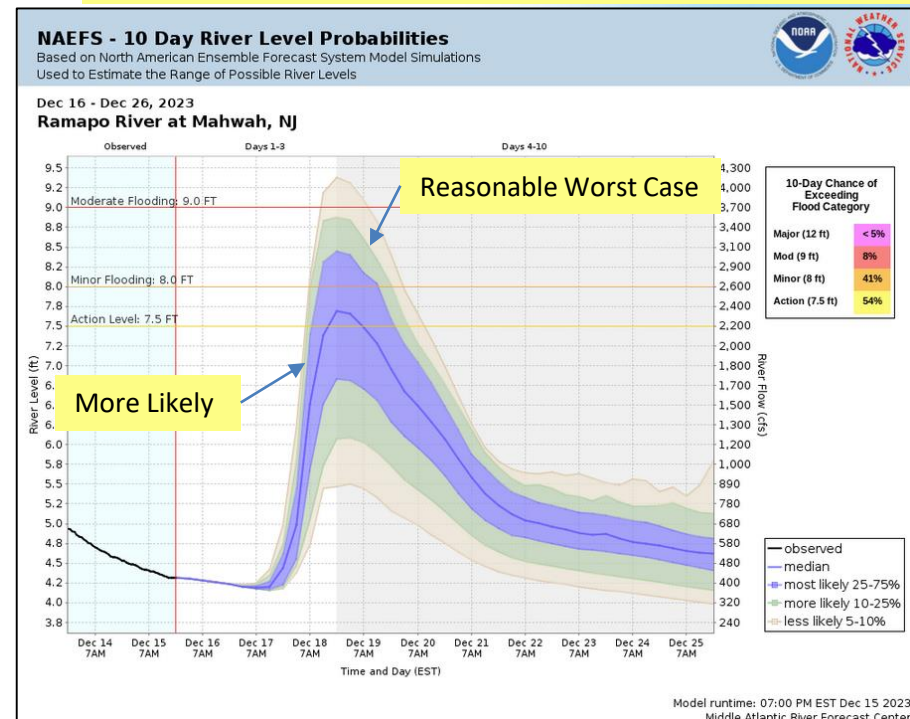 NAEFS - 10 Day River Level Probabilities
Based on North American Ensemble Forecast System Model Simulations
Used to Estimate the Range of Possible River Levels
NOAA
NATIONAL WEATHER SERVICE
Dec 16 - Dec 26, 2023
Ramapo River at Mahwah, NJ
Observed Days 1-3 Days 4-10
Reasonable Worst Case
More Likely
Moderate Flooding: 9.0 FT
Minor Flooding: 8.0 FT
Action Level: 7.5 FT
River Level (ft)
9.5
9.2
9.0
8.8
8.5
8.2
8.0
7.8
7.5
7.2
7.0
6.0
5.8
5.5
5.2
5.0
4.8
4.5
4.2
4.0
3.8
4,300
4,000
3,700
3,400
3,100
2,900
2,600
2,400
2,200
2,000
1,800
1,700
1,500
1,300
1,200
1,000
890
780
680
580
480
400
320
240
River Flow (cfs)
Dec 14 Dec 15 Dec 16 Dec 17 Dec 18 Dec 19 Dec 20 Dec 21 Dec 22 Dec 23 Dec 24 Dec 25
7AM 7AM 7AM 7AM 7AM 7AM 7AM 7AM 7AM 7AM 7AM 7AM
Time and Day (EST)
10-Day Chance of
Exceeding
Flood Category
Major (12 ft) < 5%
Mod (9 ft) 8%
Minor (8 ft) 41%
Action (7.5 ft) 54%
observed
median
most likely 25-75%
more likely 10-25%
less likely 5-10%
Model runtime: 07:00 PM EST Dec 15 2023
Middle Atlantic River Forecast Center